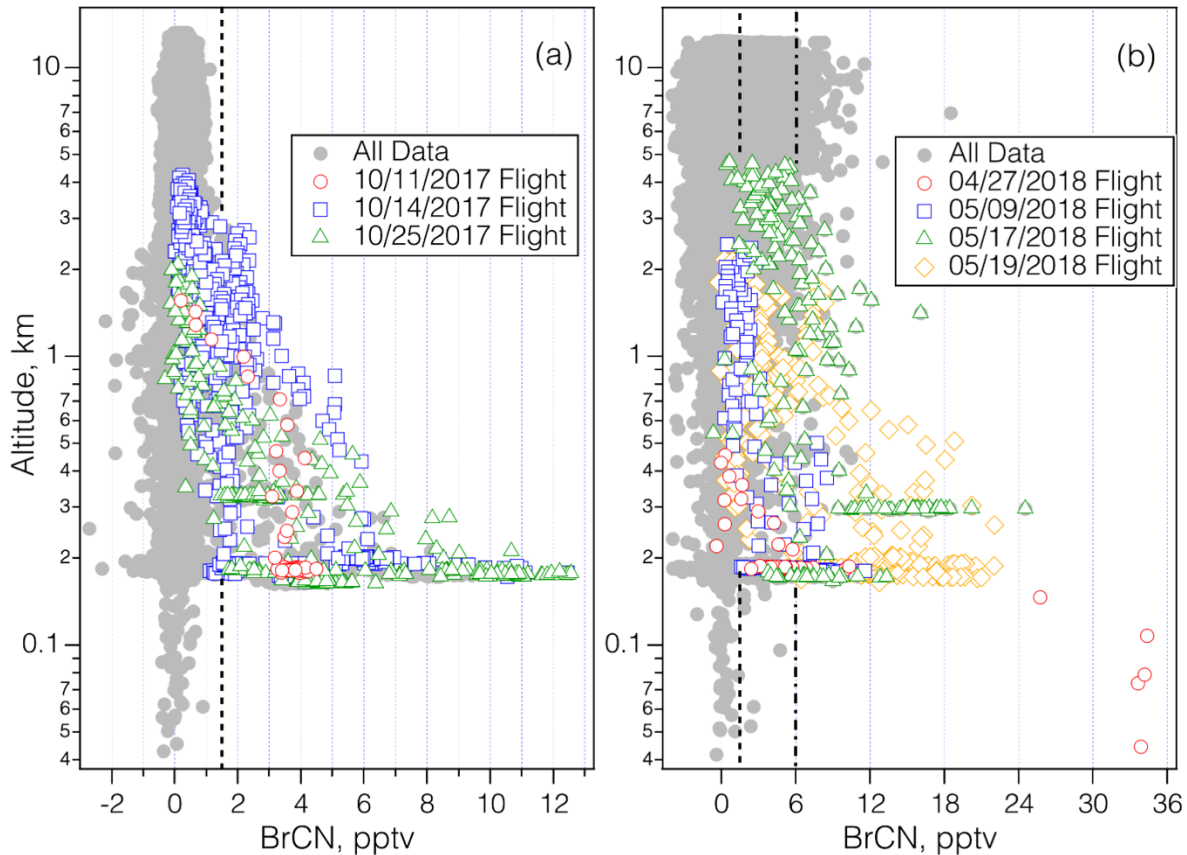 (a)
All Data
10/11/2017 Flight
10/14/2017 Flight
10/25/2017 Flight
10
7
6
5
4
3
2
1
7
6
5
4
3
2
0.1
7
6
5
4
Altitude, km
-2 0 2 4 6 8 10 12
BrCN, pptv
(b)
All Data
04/27/2018 Flight
05/09/2018 Flight
05/17/2018 Flight
05/19/2018 Flight
10
7
6
5
4
3
2
1
7
6
5
4
3
2
0.1
7
6
5
4
0 6 12 18 24 30 36
BrCN, pptv